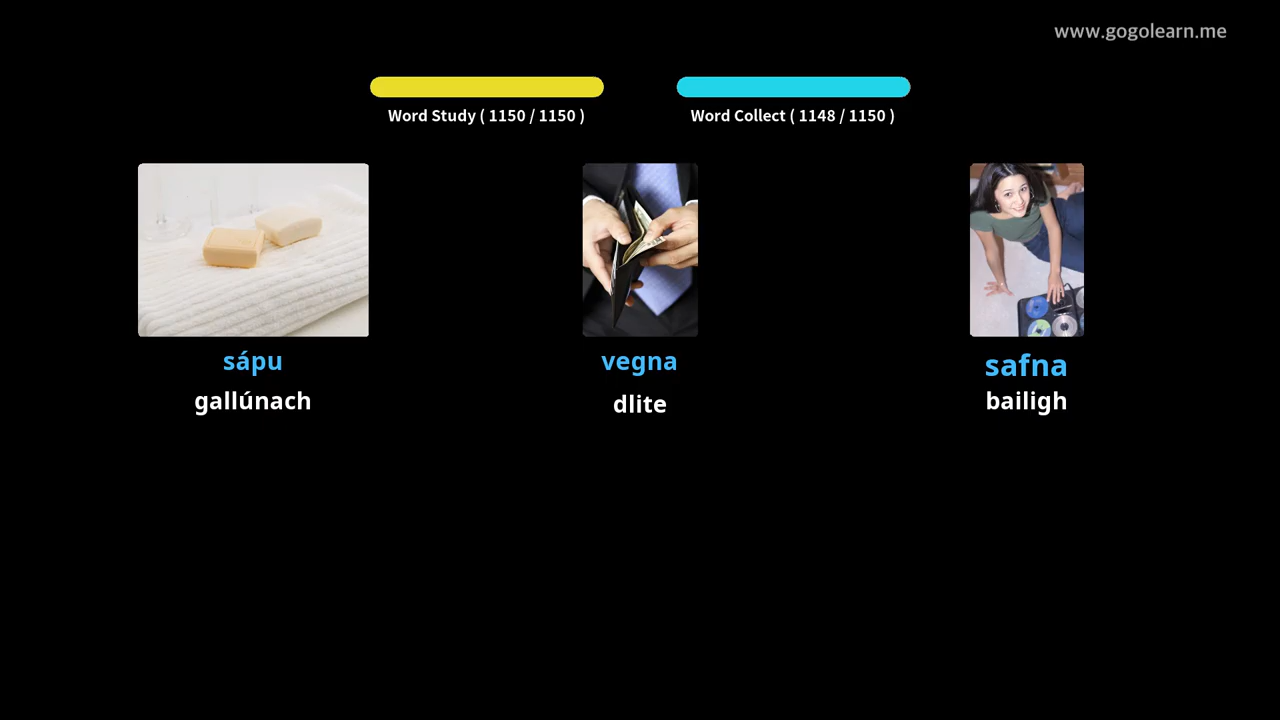 www.gogolearn.me
Word Study ( 1150 / 1150 )
Word Collect ( 1148 / 1150 )
sápu
vegna
safna
gallúnach
dlite
bailigh